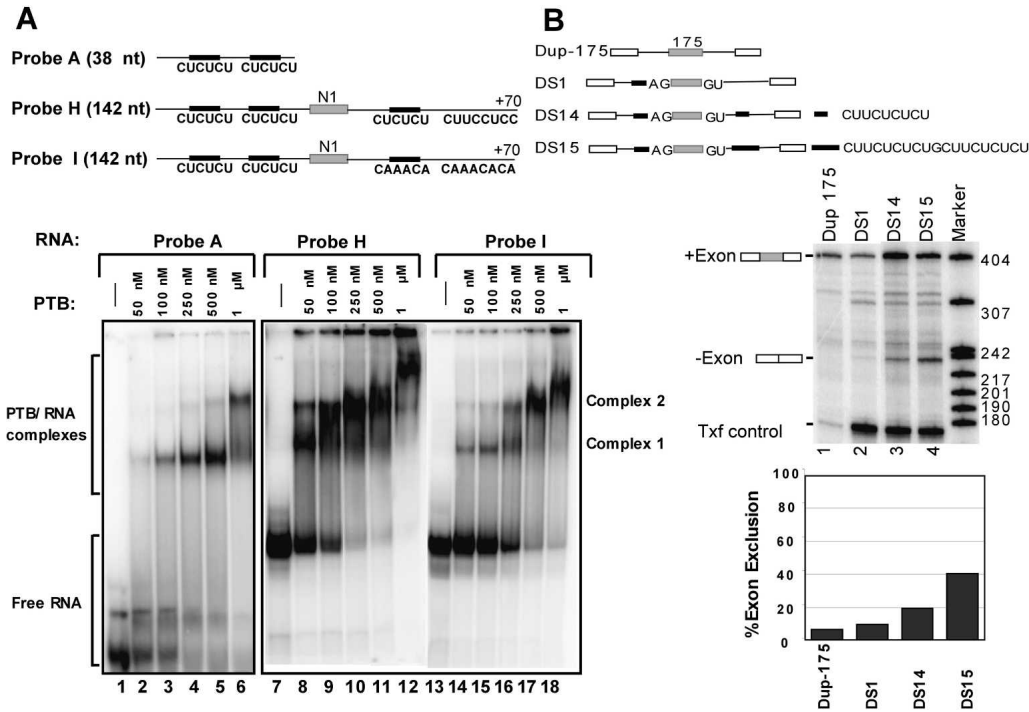 A
Probe A (38 nt)
CUCUCU CUCUCU
Probe H (142 nt)
N1
+70
CUCUCU CUCUCU CUCUCU CUUCCUCC
Probe I (142 nt)
N1
+70
CUCUCU CUCUCU CAAACA CAAACACA
RNA:
Probe A
Probe H
Probe I
PTB:
50 nM
100 nM
250 nM
500 nM
1 µM
50 nM
100 nM
250 nM
500 nM
1 µM
50 nM
100 nM
250 nM
500 nM
1 µM
PTB/ RNA
complexes
Free RNA
Complex 2
Complex 1
1 2 3 4 5 6 7 8 9 10 11 12 13 14 15 16 17 18
B
Dup-175
175
DS1
AG GU
DS14
AG GU CUUCUCUCU
DS15
AG GU CUUCUCUCUGCUUCUCUCU
Dup 175
DS1
DS14
DS15
Marker
+Exon
-Exon
Txf control
404
307
242
217
201
190
180
1 2 3 4
%Exon Exclusion
100
80
60
40
20
0
Dup-175
DS1
DS14
DS15